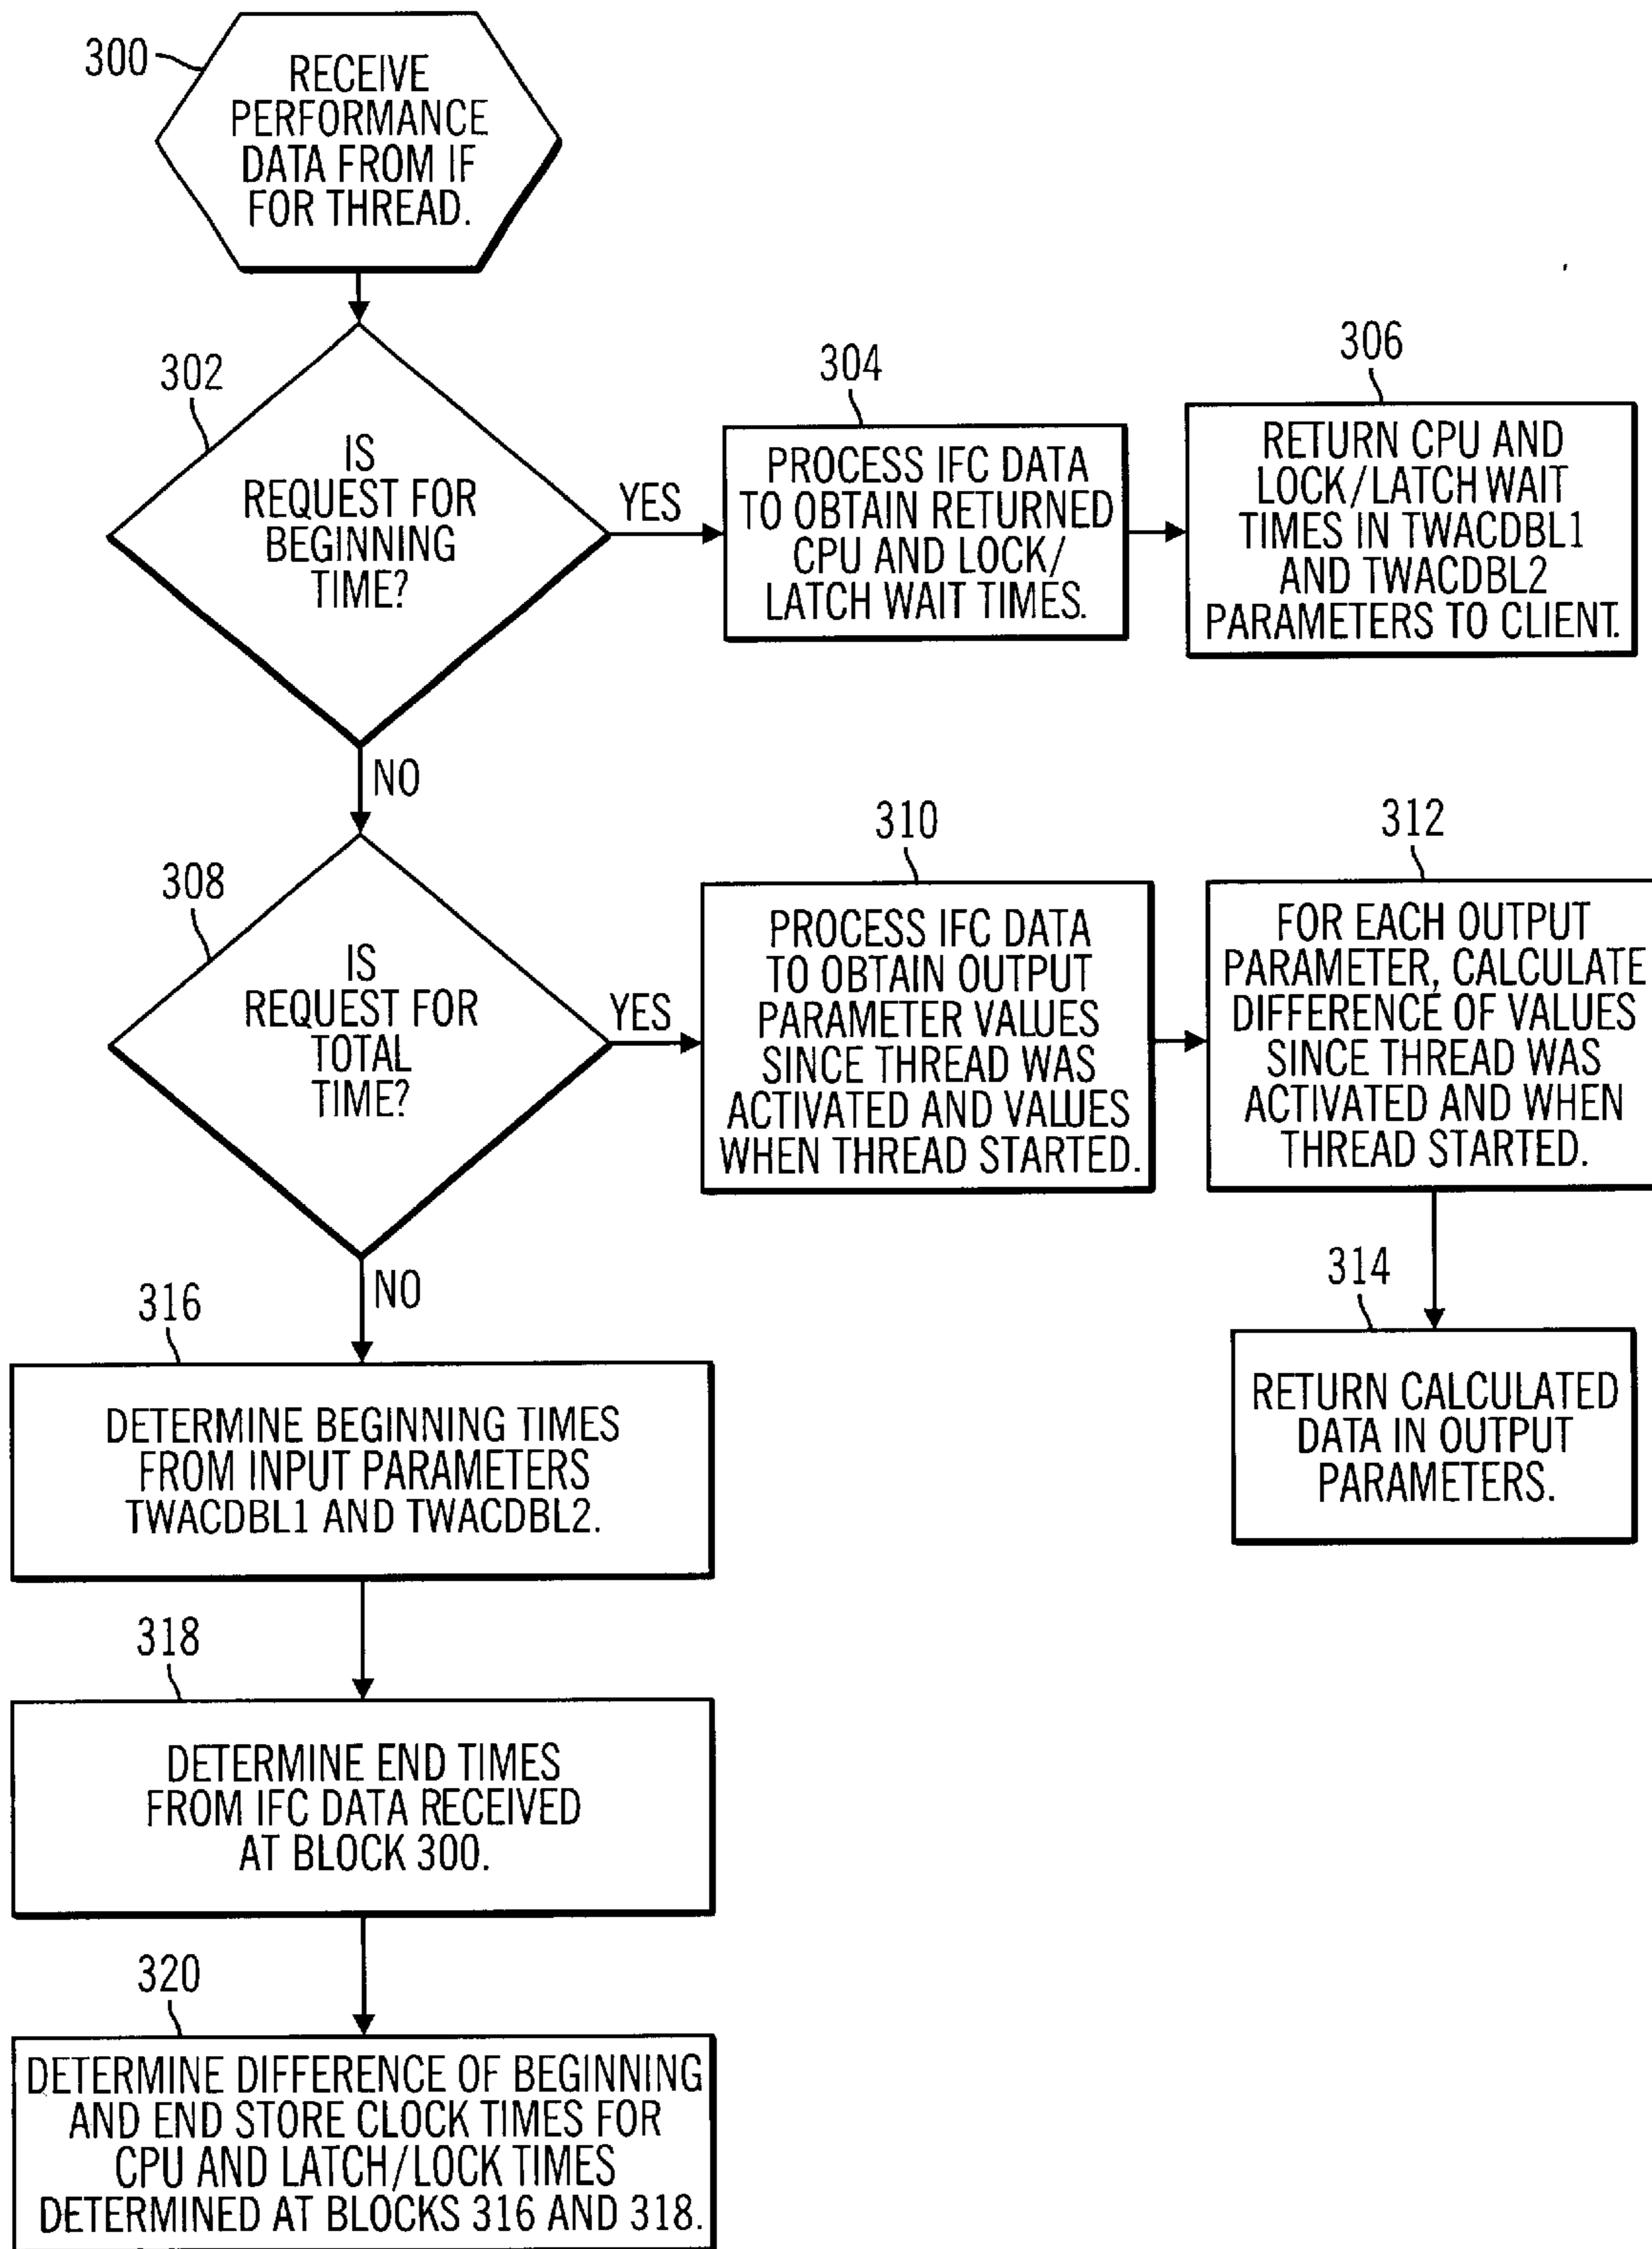 300
RECEIVE
PERFORMANCE
DATA FROM IF
FOR THREAD.
302
IS
REQUEST FOR
BEGINNING
TIME?
YES
304
PROCESS IFC DATA
TO OBTAIN RETURNED
CPU AND LOCK/
LATCH WAIT TIMES.
306
RETURN CPU AND
LOCK/LATCH WAIT
TIMES IN TWACDBL1
AND TWACDBL2
PARAMETERS TO CLIENT.
NO
308
IS
REQUEST FOR
TOTAL
TIME?
YES
310
PROCESS IFC DATA
TO OBTAIN OUTPUT
PARAMETER VALUES
SINCE THREAD WAS
ACTIVATED AND VALUES
WHEN THREAD STARTED.
312
FOR EACH OUTPUT
PARAMETER, CALCULATE
DIFFERENCE OF VALUES
SINCE THREAD WAS
ACTIVATED AND WHEN
THREAD STARTED.
314
RETURN CALCULATED
DATA IN OUTPUT
PARAMETERS.
NO
316
DETERMINE BEGINNING TIMES
FROM INPUT PARAMETERS
TWACDBL1 AND TWACDBL2.
318
DETERMINE END TIMES
FROM IFC DATA RECEIVED
AT BLOCK 300.
320
DETERMINE DIFFERENCE OF BEGINNING
AND END STORE CLOCK TIMES FOR
CPU AND LATCH/LOCK TIMES
DETERMINED AT BLOCKS 316 AND 318.